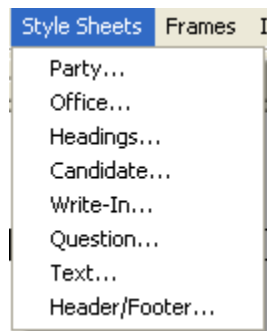 Style Sheets Frames
Party...
Office...
Headings...
Candidate...
Write-In...
Question...
Text...
Header/Footer...